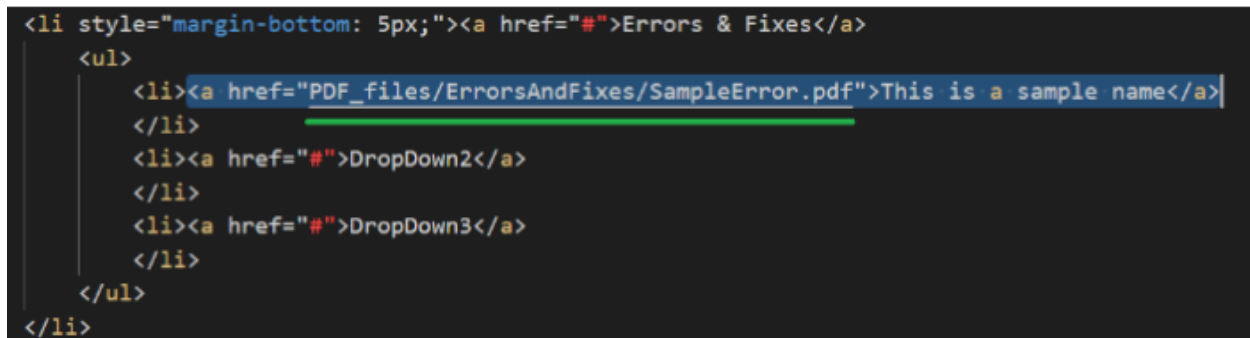 <li style="margin-bottom: 5px;"><a href="#">Errors & Fixes</a>
<ul>
<li><a href="PDF_files/ErrorsAndFixes/SampleError.pdf">This is a sample name</a>
</li>
<li><a href="#">DropDown2</a>
</li>
<li><a href="#">DropDown3</a>
</li>
</ul>
</li>